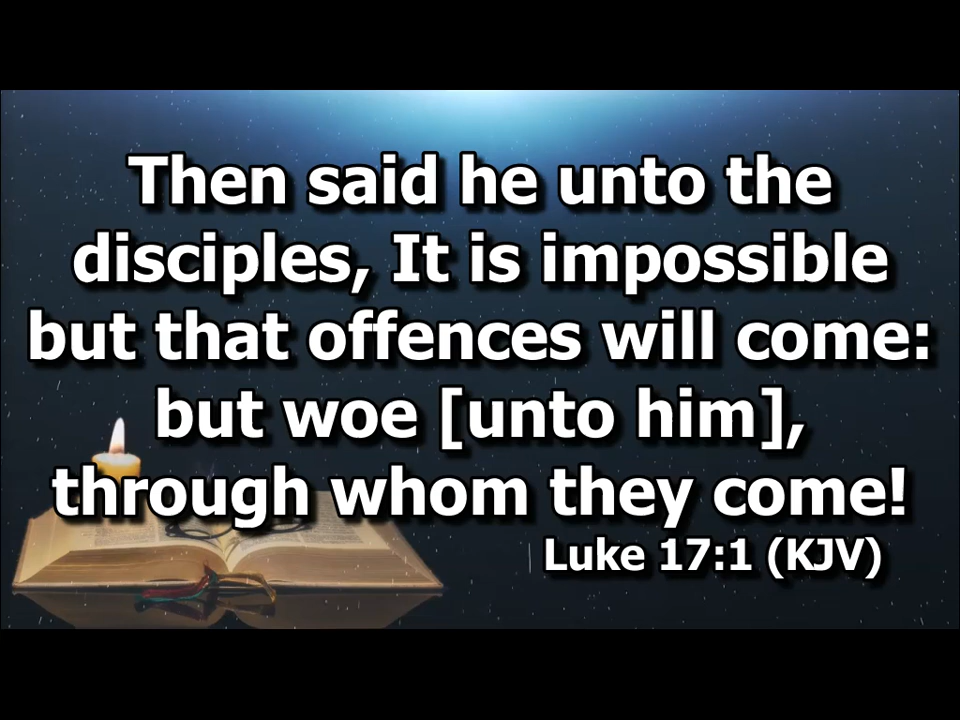 Then said he unto the
disciples, It is impossible
but that offences will come:
but woe [unto him],
through whom they come!
Luke 17:1 (KJV)